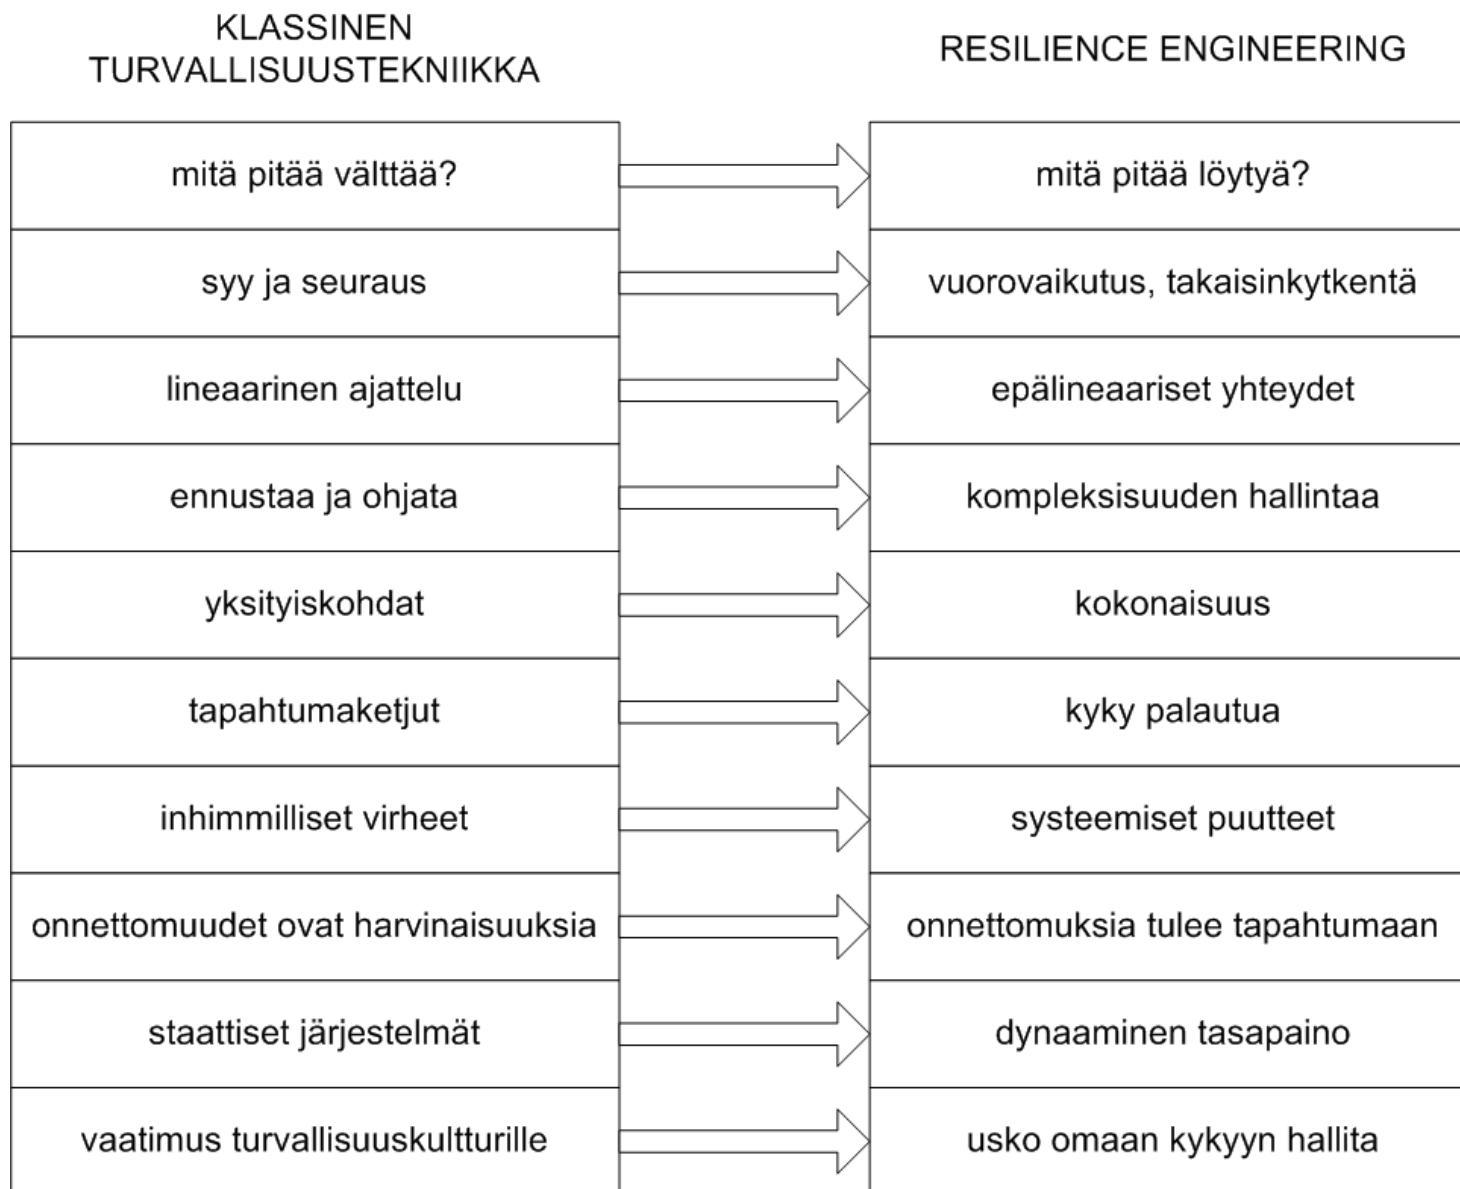 KLASSINEN
TURVALLISUUSTEKNIIKKA
RESILIENCE ENGINEERING
mitä pitää välttää?
mitä pitää löytyä?
syy ja seuraus
vuorovaikutus, takaisinkytkentä
lineaarinen ajattelu
epälineaariset yhteydet
ennustaa ja ohjata
kompleksisuuden hallintaa
yksityiskohdat
kokonaisuus
tapahtumaketjut
kyky palautua
inhimmilliset virheet
systeemiset puutteet
onnettomuudet ovat harvinaisuuksia
onnettomuksia tulee tapahtumaan
staattiset järjestelmät
dynaaminen tasapaino
vaatimus turvallisuuskultturille
usko omaan kykyyn hallita